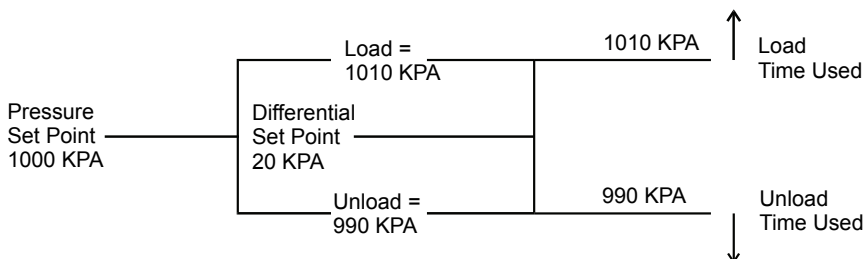 Load =
1010 KPA
1010 KPA
Load
Time Used
Pressure
Set Point
1000 KPA
Differential
Set Point
20 KPA
Unload =
990 KPA
990 KPA
Unload
Time Used